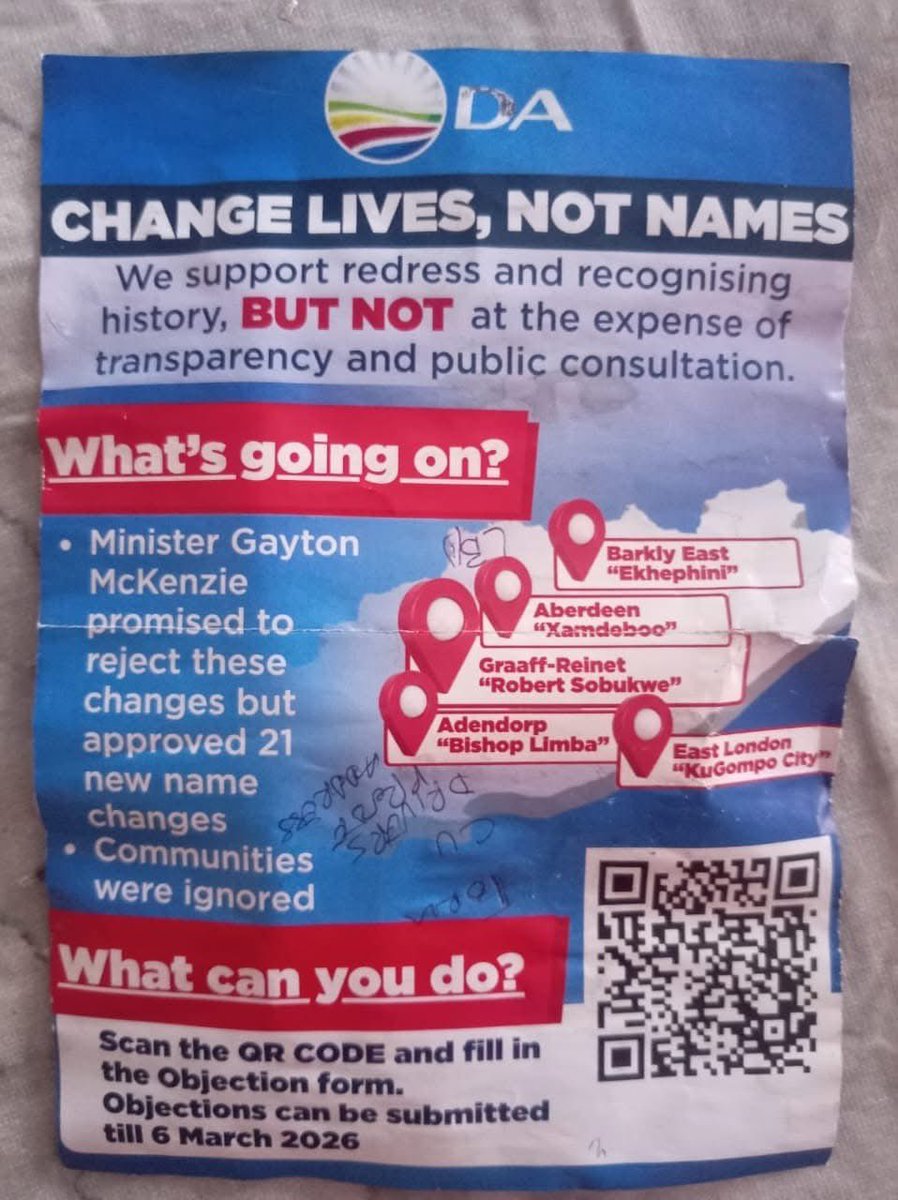 DA
CHANGE LIVES, NOT NAMES
We support redress and recognising
history, BUT NOT at the expense of
transparency and public consultation.
What's going on?
• Minister Gayton
McKenzie
promised to
reject these
changes but
approved 21
new name
changes
• Communities
were ignored
Barkly East
"Ekhephini"
Aberdeen
"Xamdeboo"
Graaff-Reinet
"Robert Sobukwe"
Adendorp
"Bishop Limba"
East London
"KuGompo City"
ADDRESS
DRIVERS
CV
What can you do?
Scan the QR CODE and fill in
the Objection form.
Objections can be submitted
till 6 March 2026